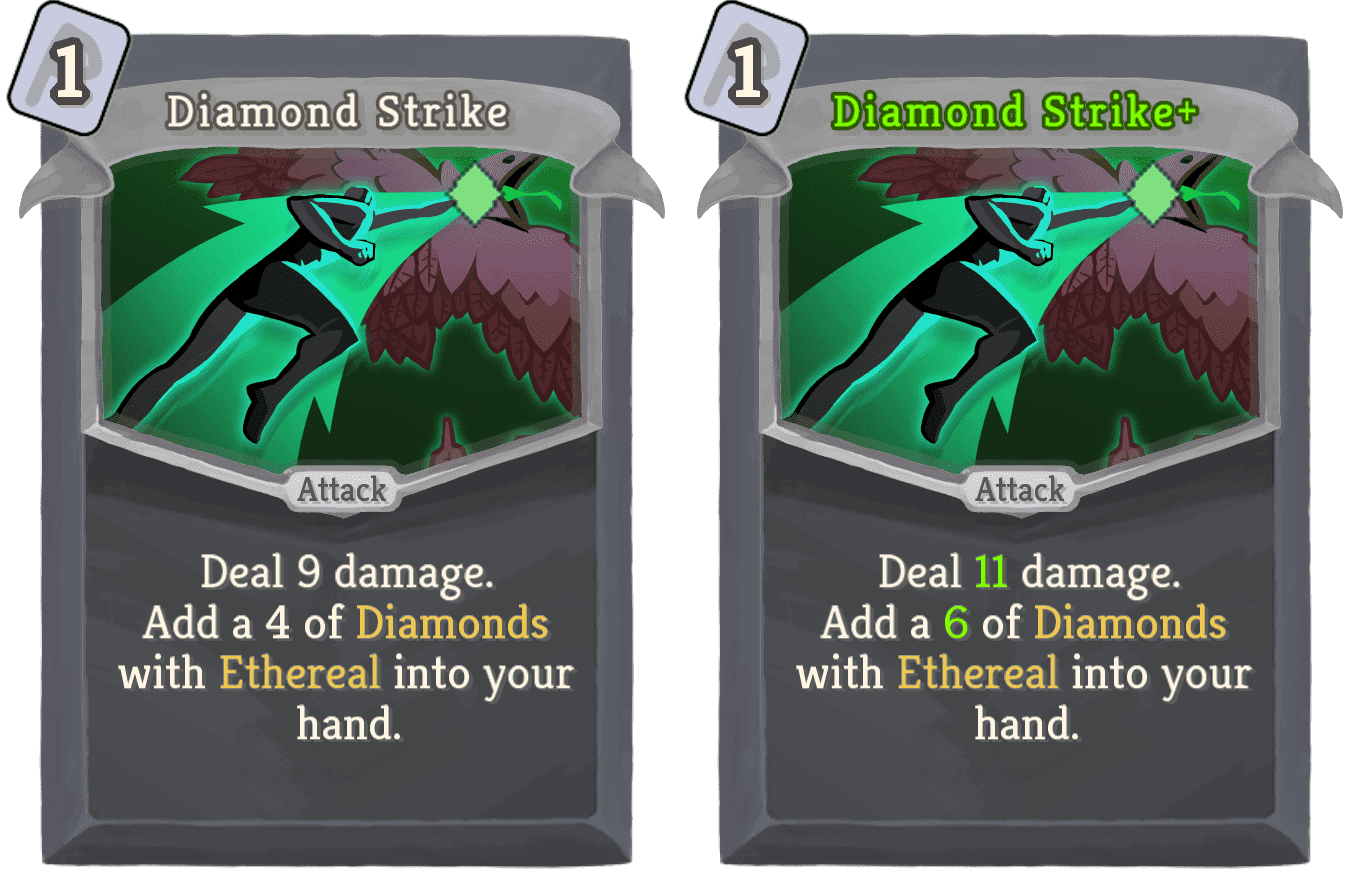 1
Diamond Strike
Attack
Deal 9 damage.
Add a 4 of Diamonds
with Ethereal into your
hand.
1
Diamond Strike+
Attack
Deal 11 damage.
Add a 6 of Diamonds
with Ethereal into your
hand.